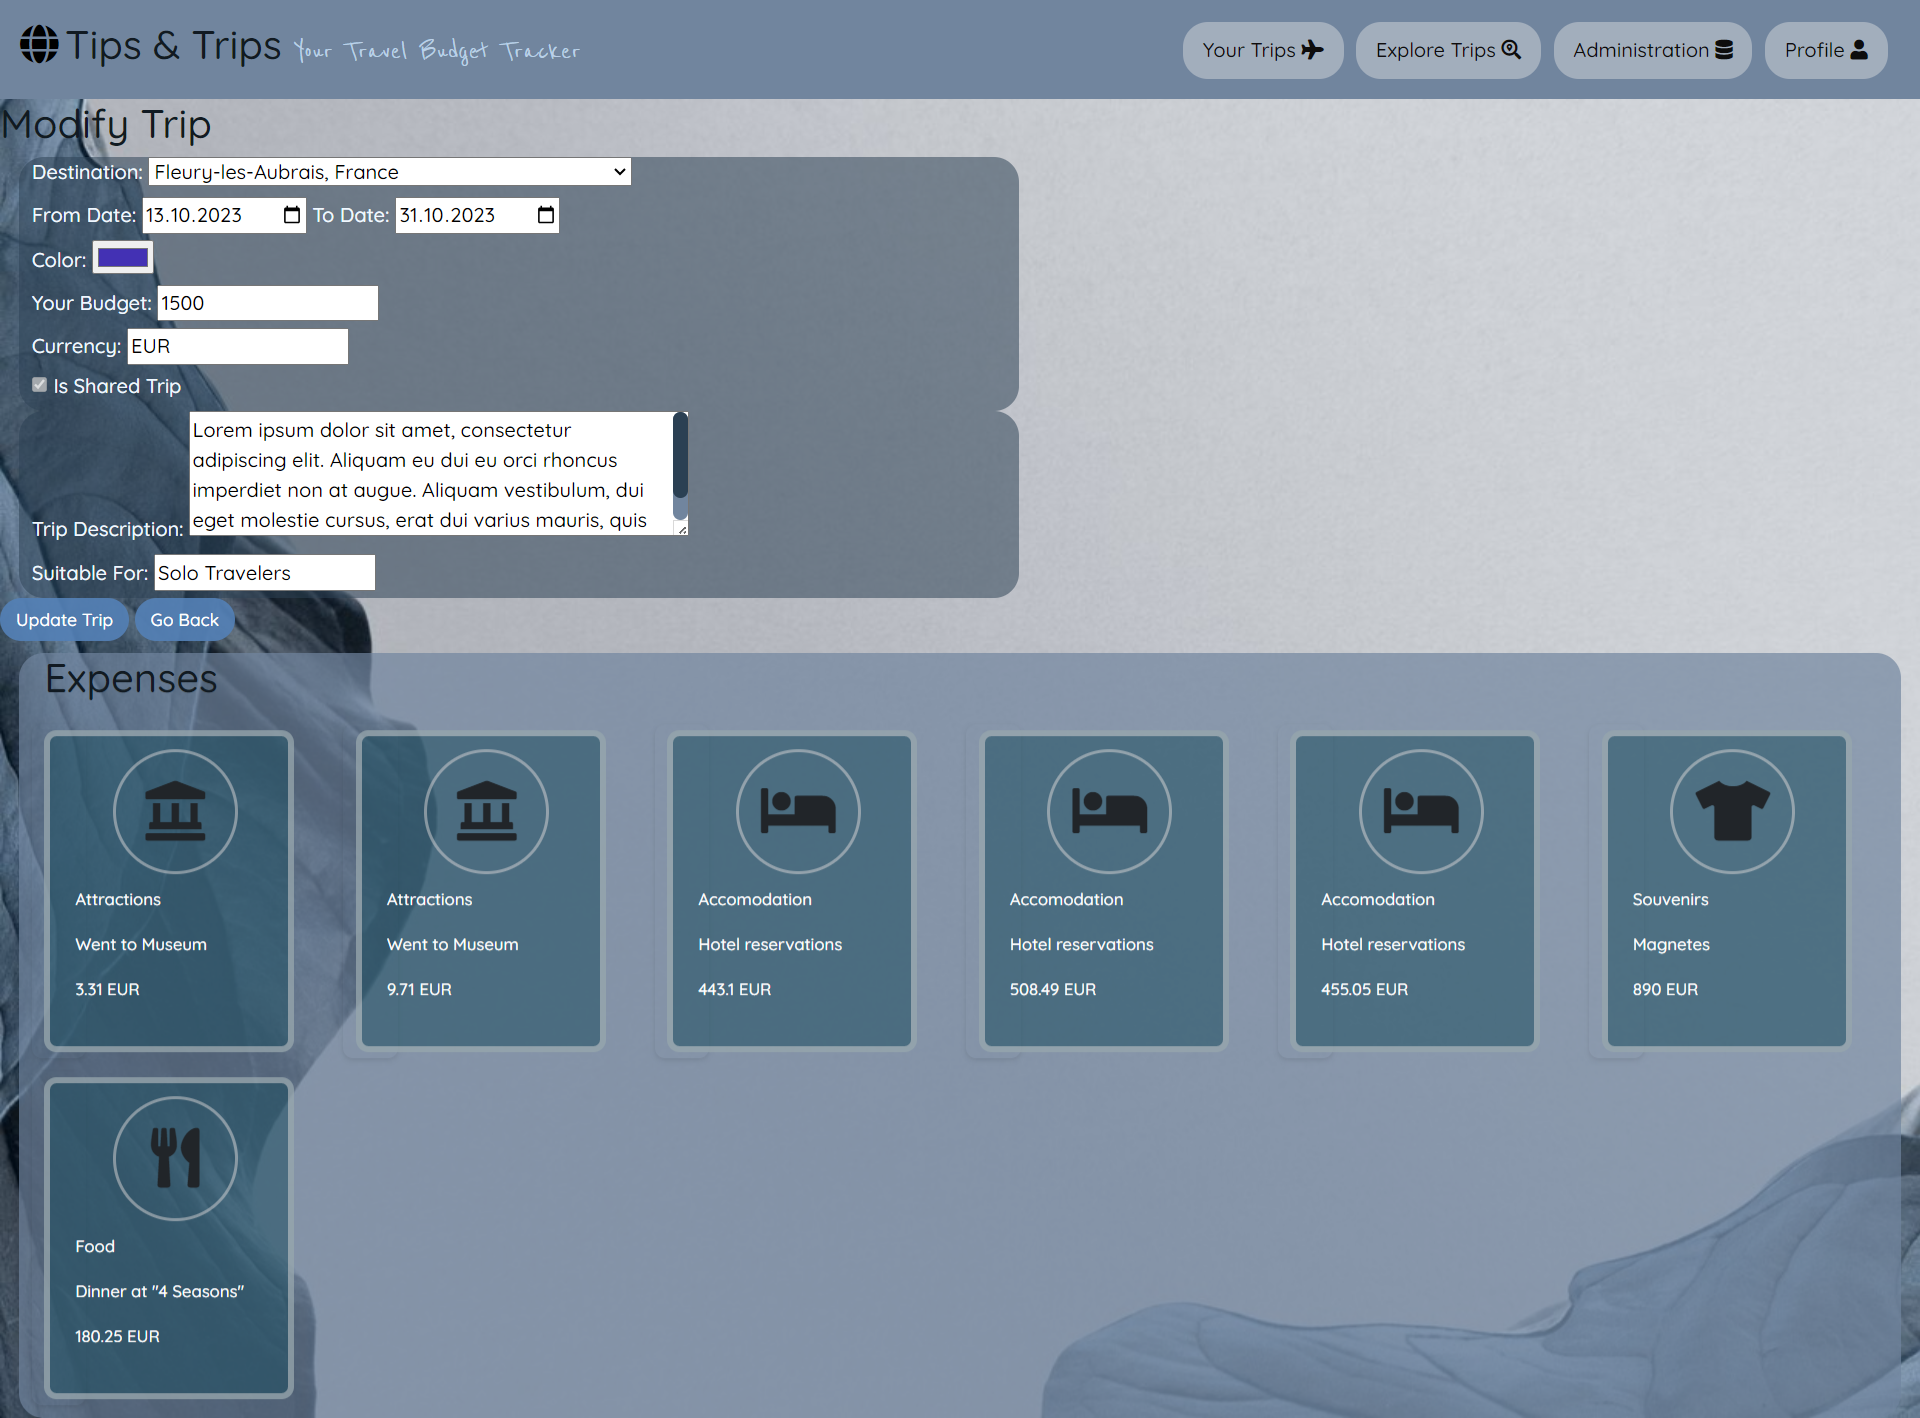 Tips & Trips Your Travel Budget Tracker
Your Trips
Explore Trips
Administration
Profile
Modify Trip
Destination: Fleury-les-Aubrais, France
From Date: 13.10.2023 To Date: 31.10.2023
Color:
Your Budget: 1500
Currency: EUR
Is Shared Trip
Lorem ipsum dolor sit amet, consectetur
adipiscing elit. Aliquam eu dui eu orci rhoncus
imperdiet non at augue. Aliquam vestibulum, dui
eget molestie cursus, erat dui varius mauris, quis
Trip Description:
Suitable For: Solo Travelers
Update Trip
Go Back
Expenses
Attractions
Went to Museum
3.31 EUR
Attractions
Went to Museum
9.71 EUR
Accomodation
Hotel reservations
443.1 EUR
Accomodation
Hotel reservations
508.49 EUR
Accomodation
Hotel reservations
455.05 EUR
Souvenirs
Magnetes
890 EUR
Food
Dinner at "4 Seasons"
180.25 EUR